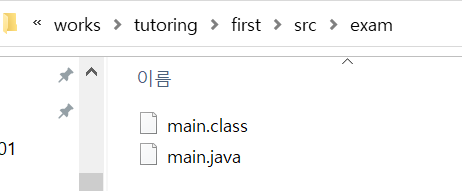 « works > tutoring > first > src > exam
이름
01
main.class
main.java